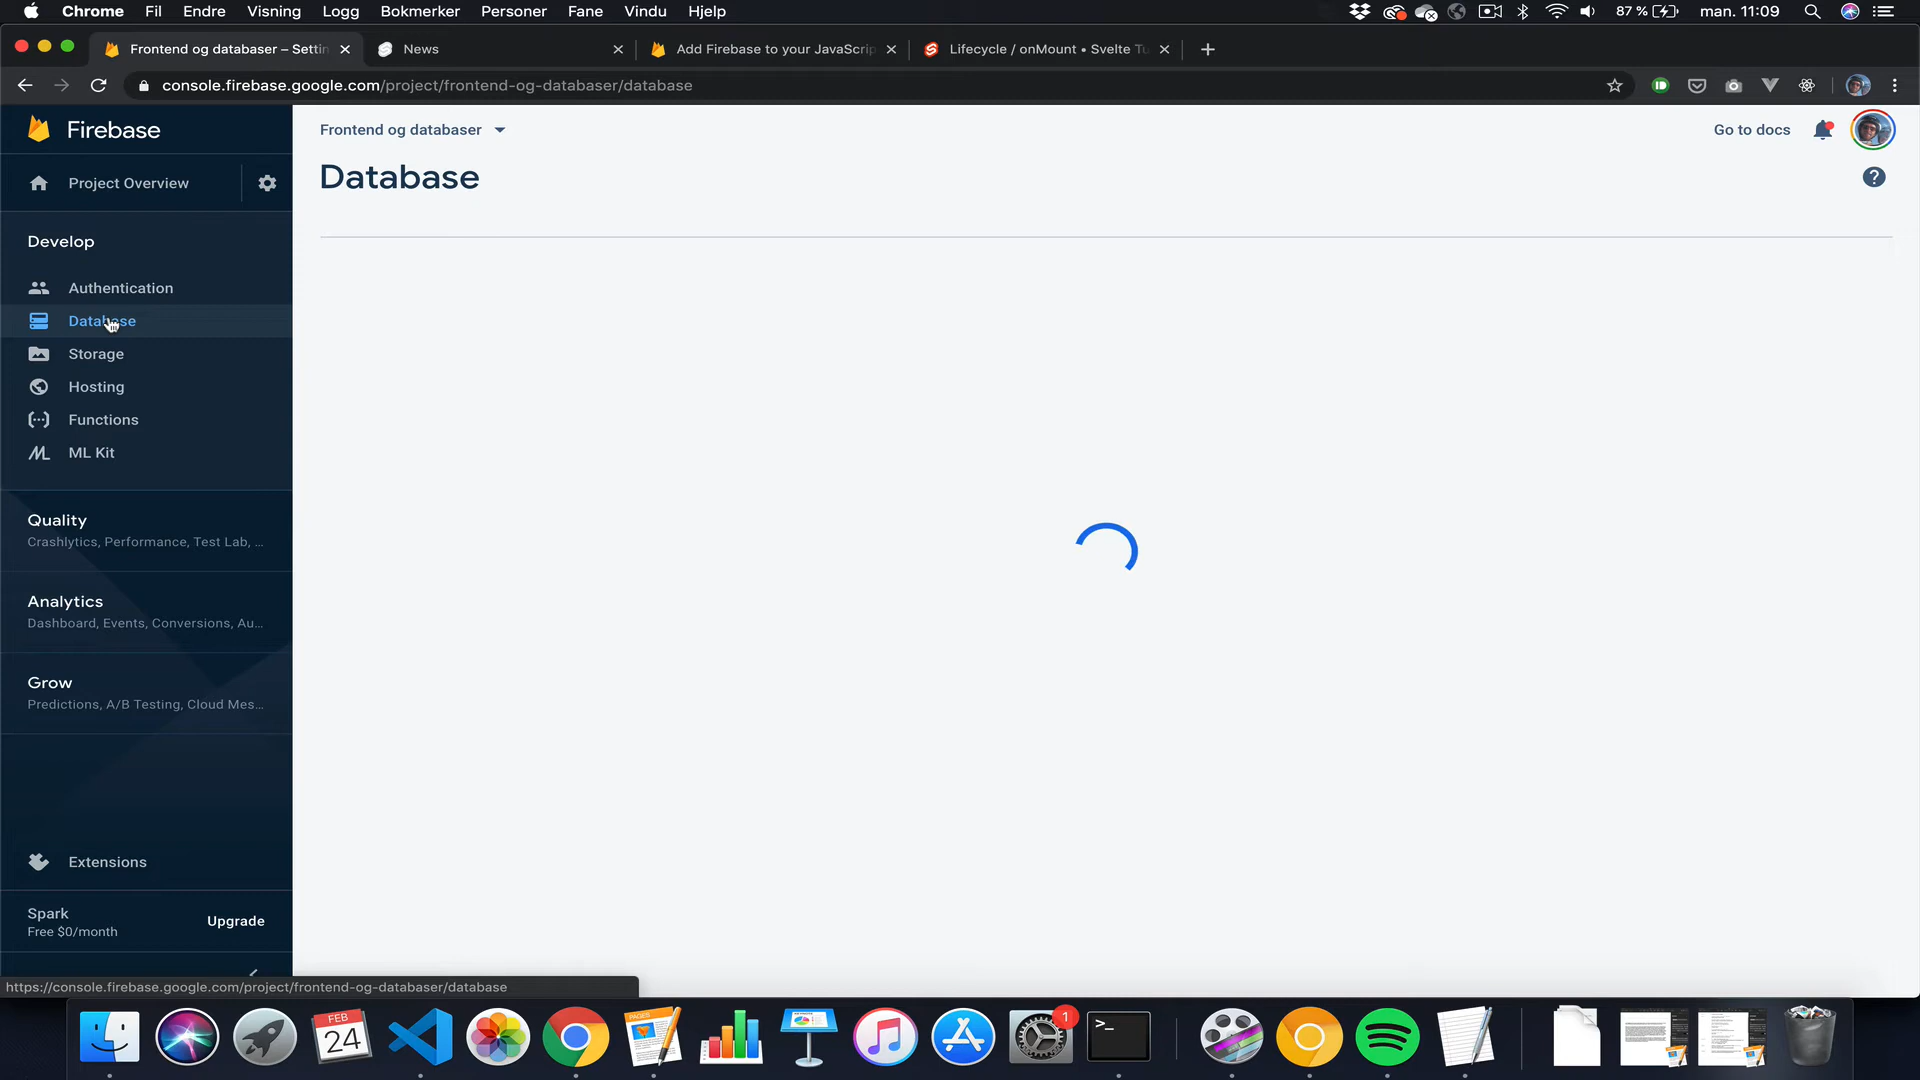 Chrome Fil Endre Visning Logg Bokmerker Personer Fane Vindu Hjelp 87 % man. 11:09
Frontend og databaser – Settin
News
Add Firebase to your JavaScrip
Lifecycle / onMount • Svelte Tu
console.firebase.google.com/project/frontend-og-databaser/database
Firebase
Frontend og databaser
Go to docs
Project Overview
Database
?
Develop
Authentication
Database
Storage
Hosting
Functions
ML Kit
Quality
Crashlytics, Performance, Test Lab, ...
Analytics
Dashboard, Events, Conversions, Au...
Grow
Predictions, A/B Testing, Cloud Mes...
Extensions
Spark
Free $0/month
Upgrade
https://console.firebase.google.com/project/frontend-og-databaser/database
FEB
24
PAGES
1
>_